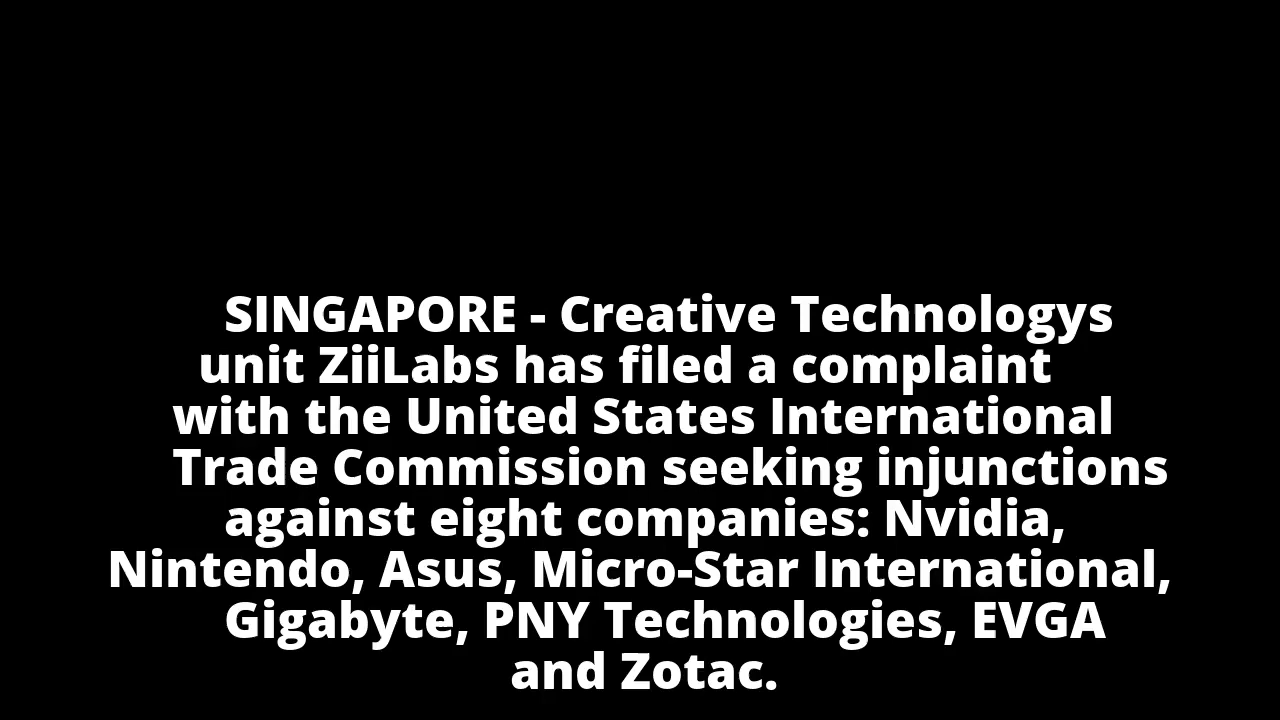 SINGAPORE - Creative Technologys
unit ZiiLabs has filed a complaint
with the United States International
Trade Commission seeking injunctions
against eight companies: Nvidia,
Nintendo, Asus, Micro-Star International,
Gigabyte, PNY Technologies, EVGA
and Zotac.